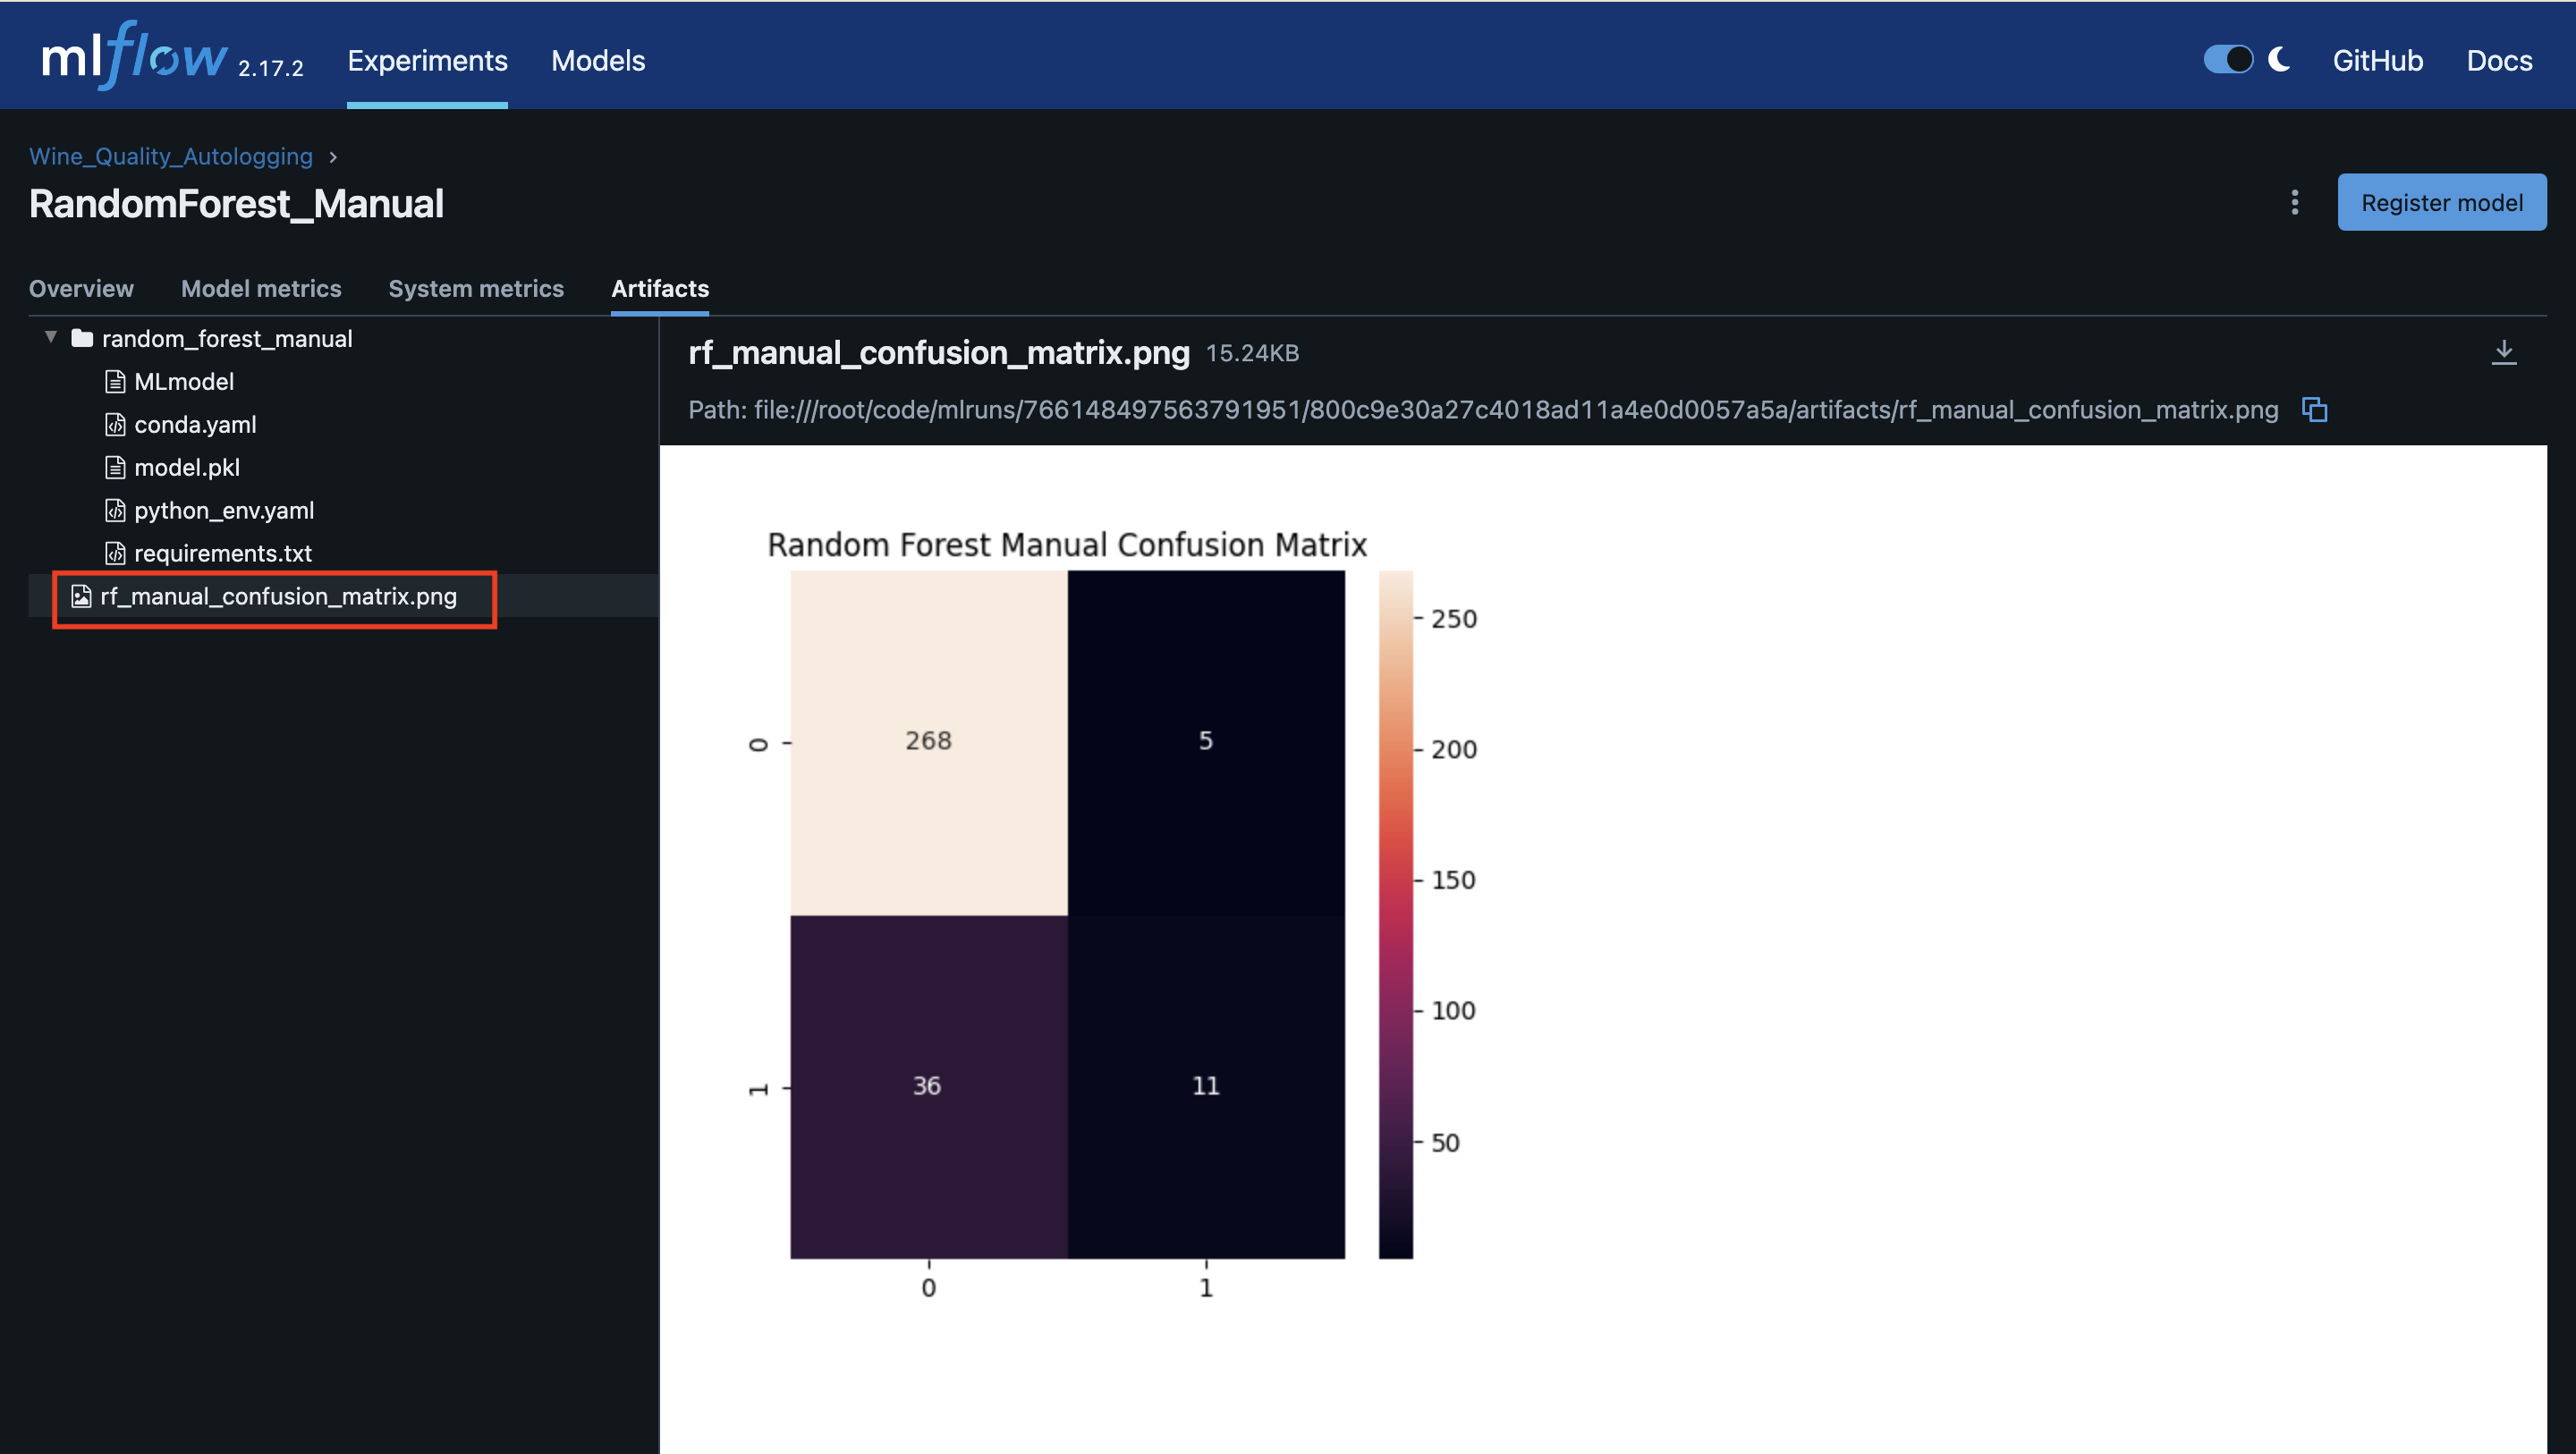 mlflow 2.17.2 Experiments Models GitHub Docs
Wine_Quality_Autologging
RandomForest_Manual
Register model
Overview Model metrics System metrics Artifacts
random_forest_manual
MLmodel
conda.yaml
model.pkl
python_env.yaml
requirements.txt
rf_manual_confusion_matrix.png
rf_manual_confusion_matrix.png 15.24KB
Path: file:///root/code/mlruns/766148497563791951/800c9e30a27c4018ad11a4e0d0057a5a/artifacts/rf_manual_confusion_matrix.png
Random Forest Manual Confusion Matrix
0 268 5
1 36 11
0 1
250
200
150
100
50